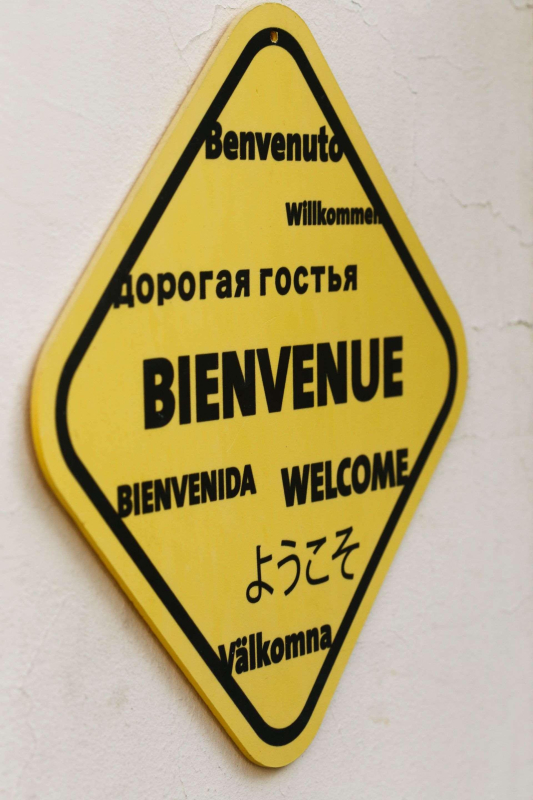 Benvenuto
Willkommen
дорогая гостья
BIENVENUE
BIENVENIDA WELCOME
ようこそ
Välkomna